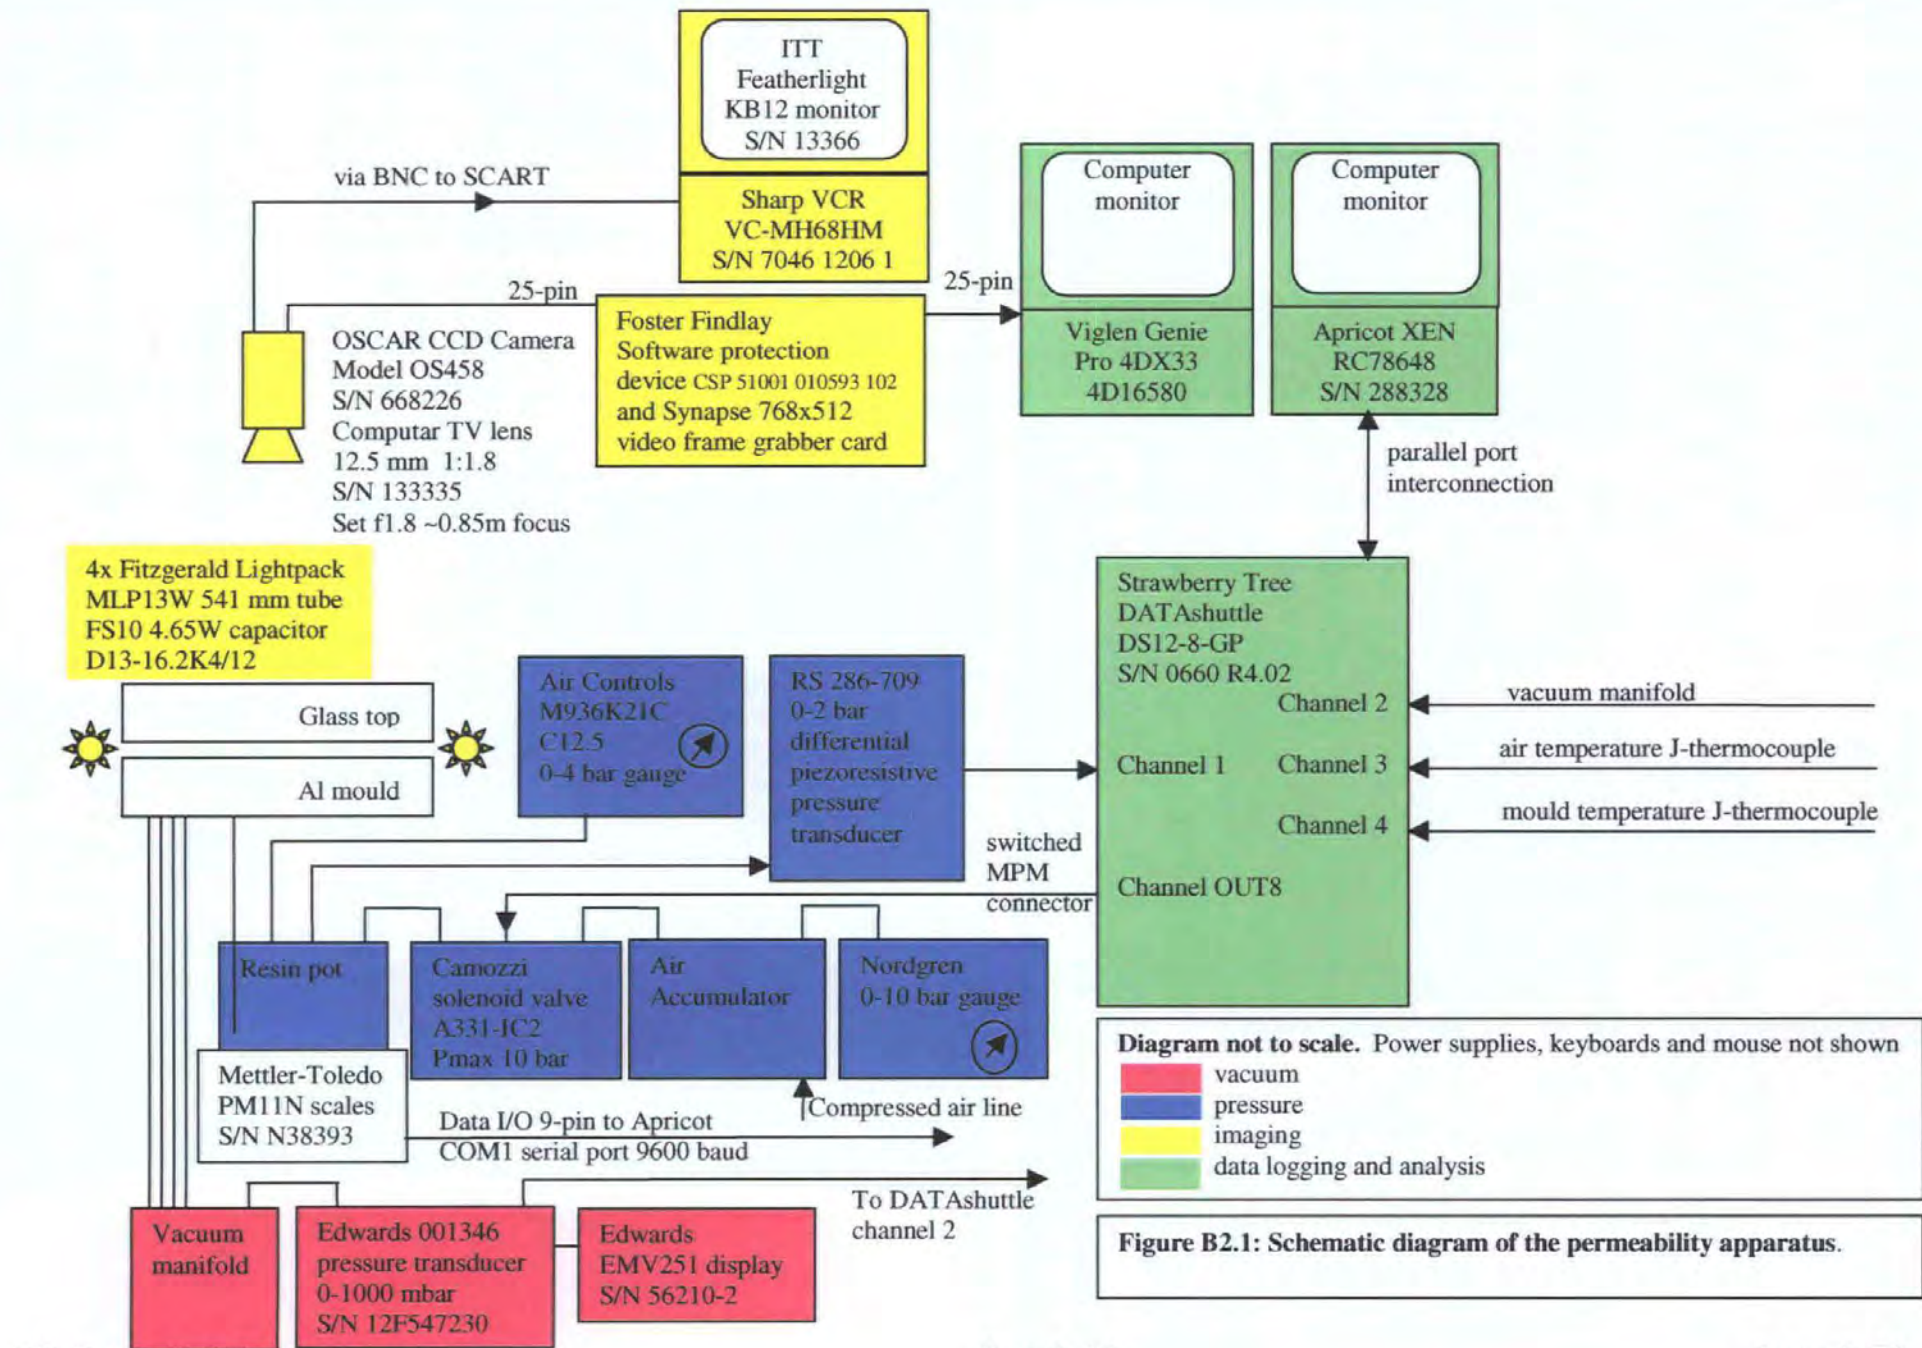 ITT
Featherlight
KB12 monitor
S/N 13366
via BNC to SCART
Sharp VCR
VC-MH68HM
S/N 7046 1206 1
Computer
monitor
Computer
monitor
25-pin
25-pin
OSCAR CCD Camera
Model OS458
S/N 668226
Computar TV lens
12.5 mm 1:1.8
S/N 133335
Set f1.8 ~0.85m focus
Foster Findlay
Software protection
device CSP 51001 010593 102
and Synapse 768x512
video frame grabber card
Viglen Genie
Pro 4DX33
4D16580
Apricot XEN
RC78648
S/N 288328
parallel port
interconnection
4x Fitzgerald Lightpack
MLP13W 541 mm tube
FS10 4.65W capacitor
D13-16.2K4/12
Glass top
Al mould
Air Controls
M936K21C
C12.5
0-4 bar gauge
RS 286-709
0-2 bar
differential
piezoresistive
pressure
transducer
Strawberry Tree
DATAshuttle
DS12-8-GP
S/N 0660 R4.02
Channel 2
Channel 1
Channel 3
Channel 4
Channel OUT8
vacuum manifold
air temperature J-thermocouple
mould temperature J-thermocouple
switched
MPM
connector
Resin pot
Camozzi
solenoid valve
A331-IC2
Pmax 10 bar
Air
Accumulator
Nordgren
0-10 bar gauge
Mettler-Toledo
PM11N scales
S/N N38393
Compressed air line
Data I/O 9-pin to Apricot
COM1 serial port 9600 baud
To DATAshuttle
channel 2
Vacuum
manifold
Edwards 001346
pressure transducer
0-1000 mbar
S/N 12F547230
Edwards
EMV251 display
S/N 56210-2
Diagram not to scale. Power supplies, keyboards and mouse not shown
vacuum
pressure
imaging
data logging and analysis
Figure B2.1: Schematic diagram of the permeability apparatus.